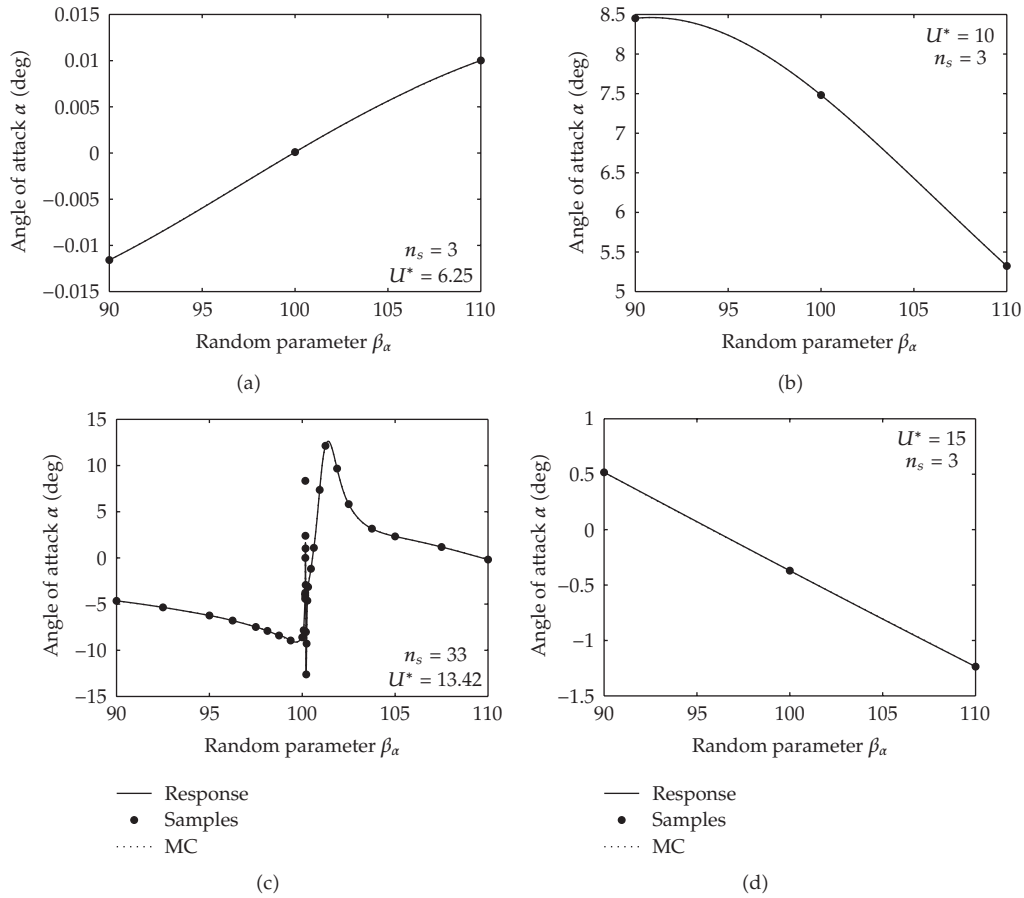 0.015
0.01
0.005
0
−0.005
−0.01
−0.015
90
95
100
105
110
Angle of attack α (deg)
Random parameter βα
n_s = 3
U* = 6.25
(a)
8.5
8
7.5
7
6.5
6
5.5
5
90
95
100
105
110
Angle of attack α (deg)
Random parameter βα
U* = 10
n_s = 3
(b)
15
10
5
0
−5
−10
−15
90
95
100
105
110
Angle of attack α (deg)
Random parameter βα
n_s = 33
U* = 13.42
Response
Samples
MC
(c)
1
0.5
0
−0.5
−1
−1.5
90
95
100
105
110
Angle of attack α (deg)
Random parameter βα
U* = 15
n_s = 3
Response
Samples
MC
(d)